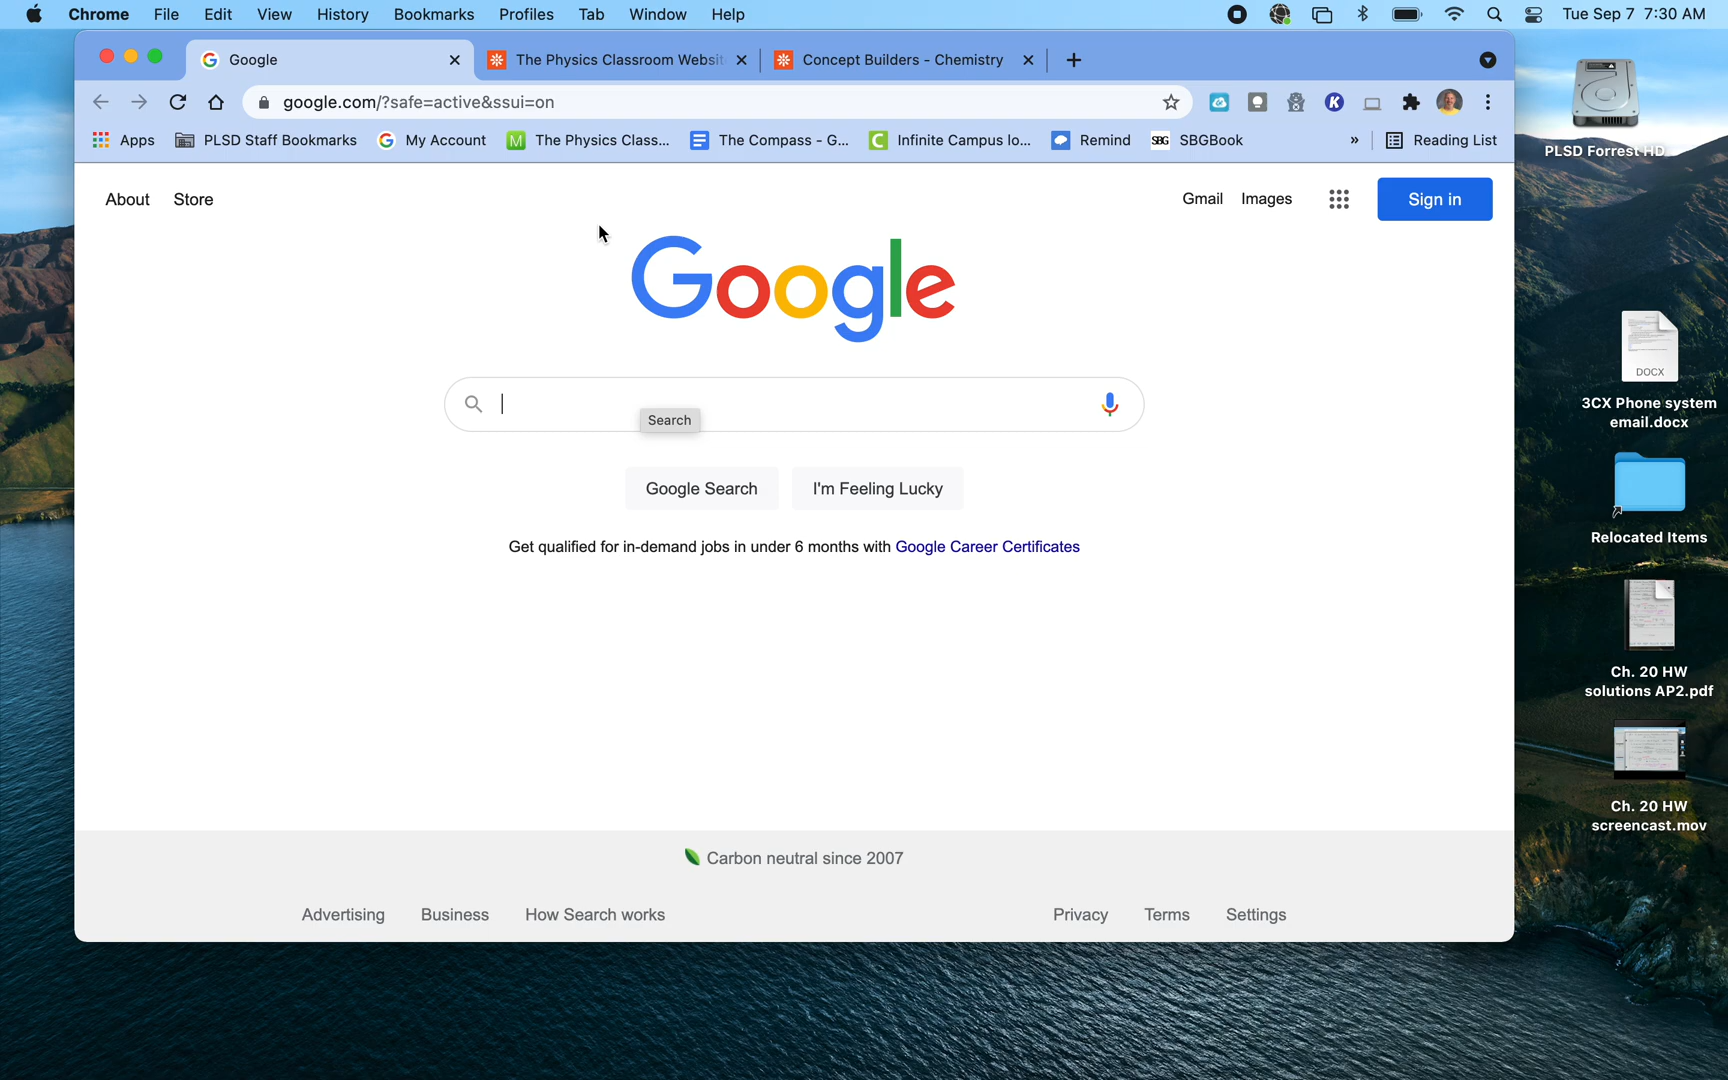 Chrome File Edit View History Bookmarks Profiles Tab Window Help Tue Sep 7 7:30 AM
Google The Physics Classroom Websit Concept Builders - Chemistry
google.com/?safe=active&ssui=on
Apps PLSD Staff Bookmarks My Account The Physics Class... The Compass - G... Infinite Campus lo... Remind SBG SBGBook » Reading List
PLSD Forrest HD
About Store Gmail Images Sign in
Google
DOCX
3CX Phone system
email.docx
Search
Google Search I'm Feeling Lucky
Get qualified for in-demand jobs in under 6 months with Google Career Certificates
Relocated Items
Ch. 20 HW
solutions AP2.pdf
Ch. 20 HW
screencast.mov
Carbon neutral since 2007
Advertising Business How Search works Privacy Terms Settings